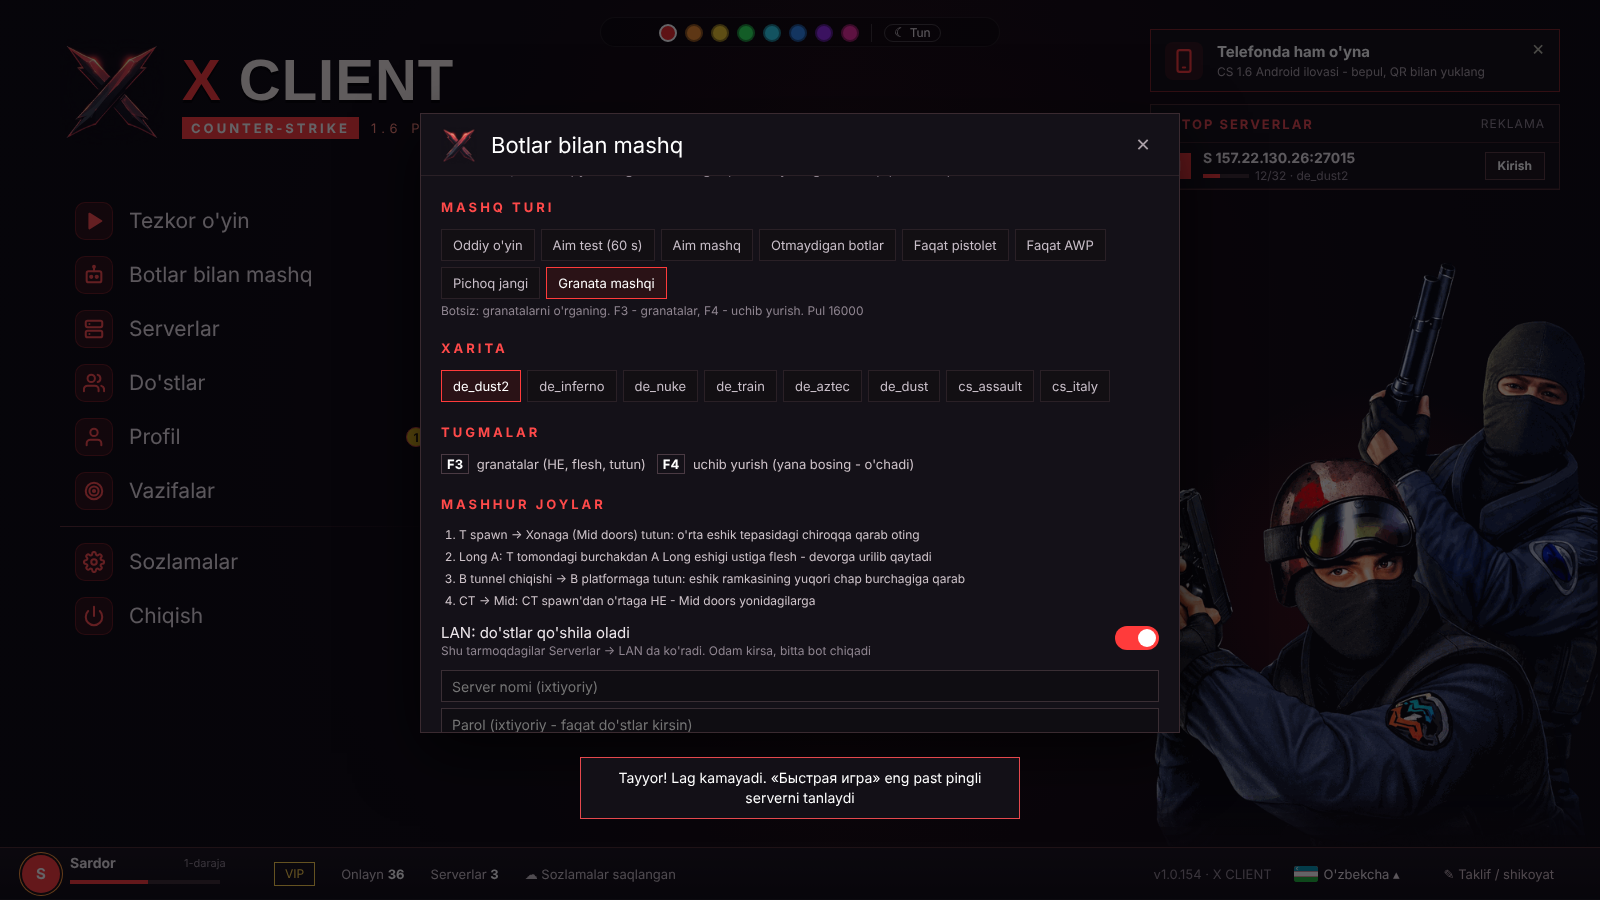 ☾ Tun
X CLIENT
COUNTER-STRIKE 1.6 P
Telefonda ham o'yna
CS 1.6 Android ilovasi - bepul, QR bilan yuklang
TOP SERVERLAR REKLAMA
S 157.22.130.26:27015
12/32 · de_dust2
Kirish
Tezkor o'yin
Botlar bilan mashq
Serverlar
Do'stlar
Profil
1
Vazifalar
Sozlamalar
Chiqish
Botlar bilan mashq
MASHQ TURI
Oddiy o'yin Aim test (60 s) Aim mashq Otmaydigan botlar Faqat pistolet Faqat AWP
Pichoq jangi Granata mashqi
Botsiz: granatalarni o'rganing. F3 - granatalar, F4 - uchib yurish. Pul 16000
XARITA
de_dust2 de_inferno de_nuke de_train de_aztec de_dust cs_assault cs_italy
TUGMALAR
F3 granatalar (HE, flesh, tutun) F4 uchib yurish (yana bosing - o'chadi)
MASHHUR JOYLAR
1. T spawn → Xonaga (Mid doors) tutun: o'rta eshik tepasidagi chiroqqa qarab oting
2. Long A: T tomondagi burchakdan A Long eshigi ustiga flesh - devorga urilib qaytadi
3. B tunnel chiqishi → B platformaga tutun: eshik ramkasining yuqori chap burchagiga qarab
4. CT → Mid: CT spawn'dan o'rtaga HE - Mid doors yonidagilarga
LAN: do'stlar qo'shila oladi
Shu tarmoqdagilar Serverlar → LAN da ko'radi. Odam kirsa, bitta bot chiqadi
Server nomi (ixtiyoriy)
Parol (ixtiyoriy - faqat do'stlar kirsin)
Tayyor! Lag kamayadi. «Быстрая игра» eng past pingli
serverni tanlaydi
S Sardor 1-daraja
VIP Onlayn 36 Serverlar 3 ☁ Sozlamalar saqlangan
v1.0.154 · X CLIENT O'zbekcha ▴ ✎ Taklif / shikoyat